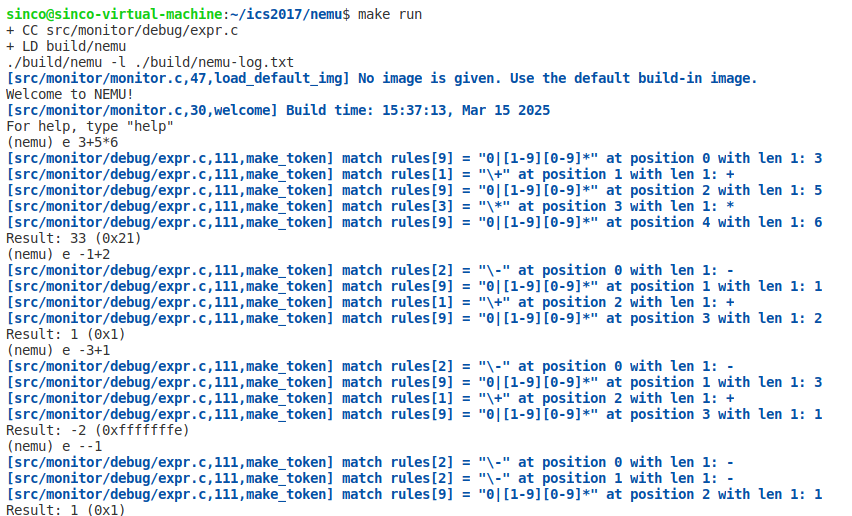 sinco@sinco-virtual-machine:~/ics2017/nemu$ make run
+ CC src/monitor/debug/expr.c
+ LD build/nemu
./build/nemu -l ./build/nemu-log.txt
[src/monitor/monitor.c,47,load_default_img] No image is given. Use the default build-in image.
Welcome to NEMU!
[src/monitor/monitor.c,30,welcome] Build time: 15:37:13, Mar 15 2025
For help, type "help"
(nemu) e 3+5*6
[src/monitor/debug/expr.c,111,make_token] match rules[9] = "0|[1-9][0-9]*" at position 0 with len 1: 3
[src/monitor/debug/expr.c,111,make_token] match rules[1] = "\+" at position 1 with len 1: +
[src/monitor/debug/expr.c,111,make_token] match rules[9] = "0|[1-9][0-9]*" at position 2 with len 1: 5
[src/monitor/debug/expr.c,111,make_token] match rules[3] = "\*" at position 3 with len 1: *
[src/monitor/debug/expr.c,111,make_token] match rules[9] = "0|[1-9][0-9]*" at position 4 with len 1: 6
Result: 33 (0x21)
(nemu) e -1+2
[src/monitor/debug/expr.c,111,make_token] match rules[2] = "\-" at position 0 with len 1: -
[src/monitor/debug/expr.c,111,make_token] match rules[9] = "0|[1-9][0-9]*" at position 1 with len 1: 1
[src/monitor/debug/expr.c,111,make_token] match rules[1] = "\+" at position 2 with len 1: +
[src/monitor/debug/expr.c,111,make_token] match rules[9] = "0|[1-9][0-9]*" at position 3 with len 1: 2
Result: 1 (0x1)
(nemu) e -3+1
[src/monitor/debug/expr.c,111,make_token] match rules[2] = "\-" at position 0 with len 1: -
[src/monitor/debug/expr.c,111,make_token] match rules[9] = "0|[1-9][0-9]*" at position 1 with len 1: 3
[src/monitor/debug/expr.c,111,make_token] match rules[1] = "\+" at position 2 with len 1: +
[src/monitor/debug/expr.c,111,make_token] match rules[9] = "0|[1-9][0-9]*" at position 3 with len 1: 1
Result: -2 (0xfffffffe)
(nemu) e --1
[src/monitor/debug/expr.c,111,make_token] match rules[2] = "\-" at position 0 with len 1: -
[src/monitor/debug/expr.c,111,make_token] match rules[2] = "\-" at position 1 with len 1: -
[src/monitor/debug/expr.c,111,make_token] match rules[9] = "0|[1-9][0-9]*" at position 2 with len 1: 1
Result: 1 (0x1)